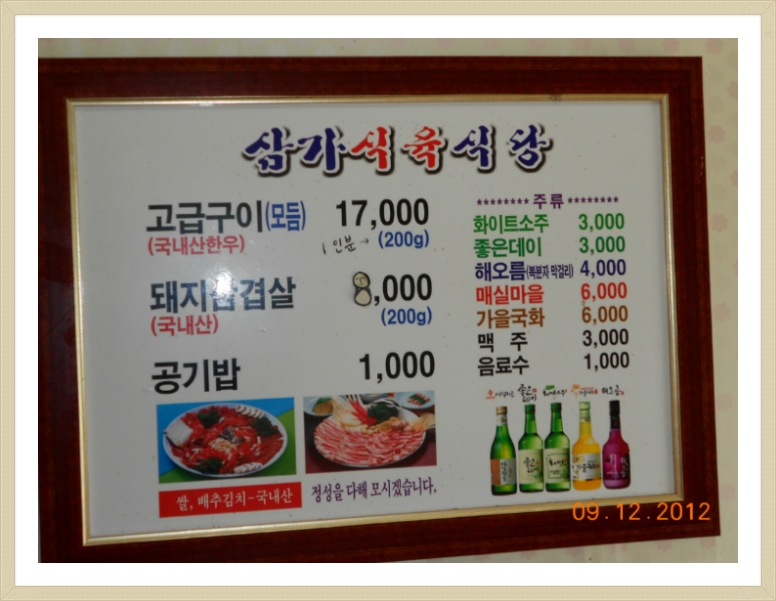 삼가식육식당
고급구이(모듬) 17,000
(국내산한우) 1인분→ (200g)
돼지삼겹살 8,000
(국내산) (200g)
공기밥 1,000
쌀, 배추김치-국내산
정성을 다해 모시겠습니다.
******** 주 류 ********
화이트소주 3,000
좋은데이 3,000
해오름(복분자 막걸리) 4,000
매실마을 6,000
가을국화 6,000
맥 주 3,000
음료수 1,000
좋은데이
09.12.2012